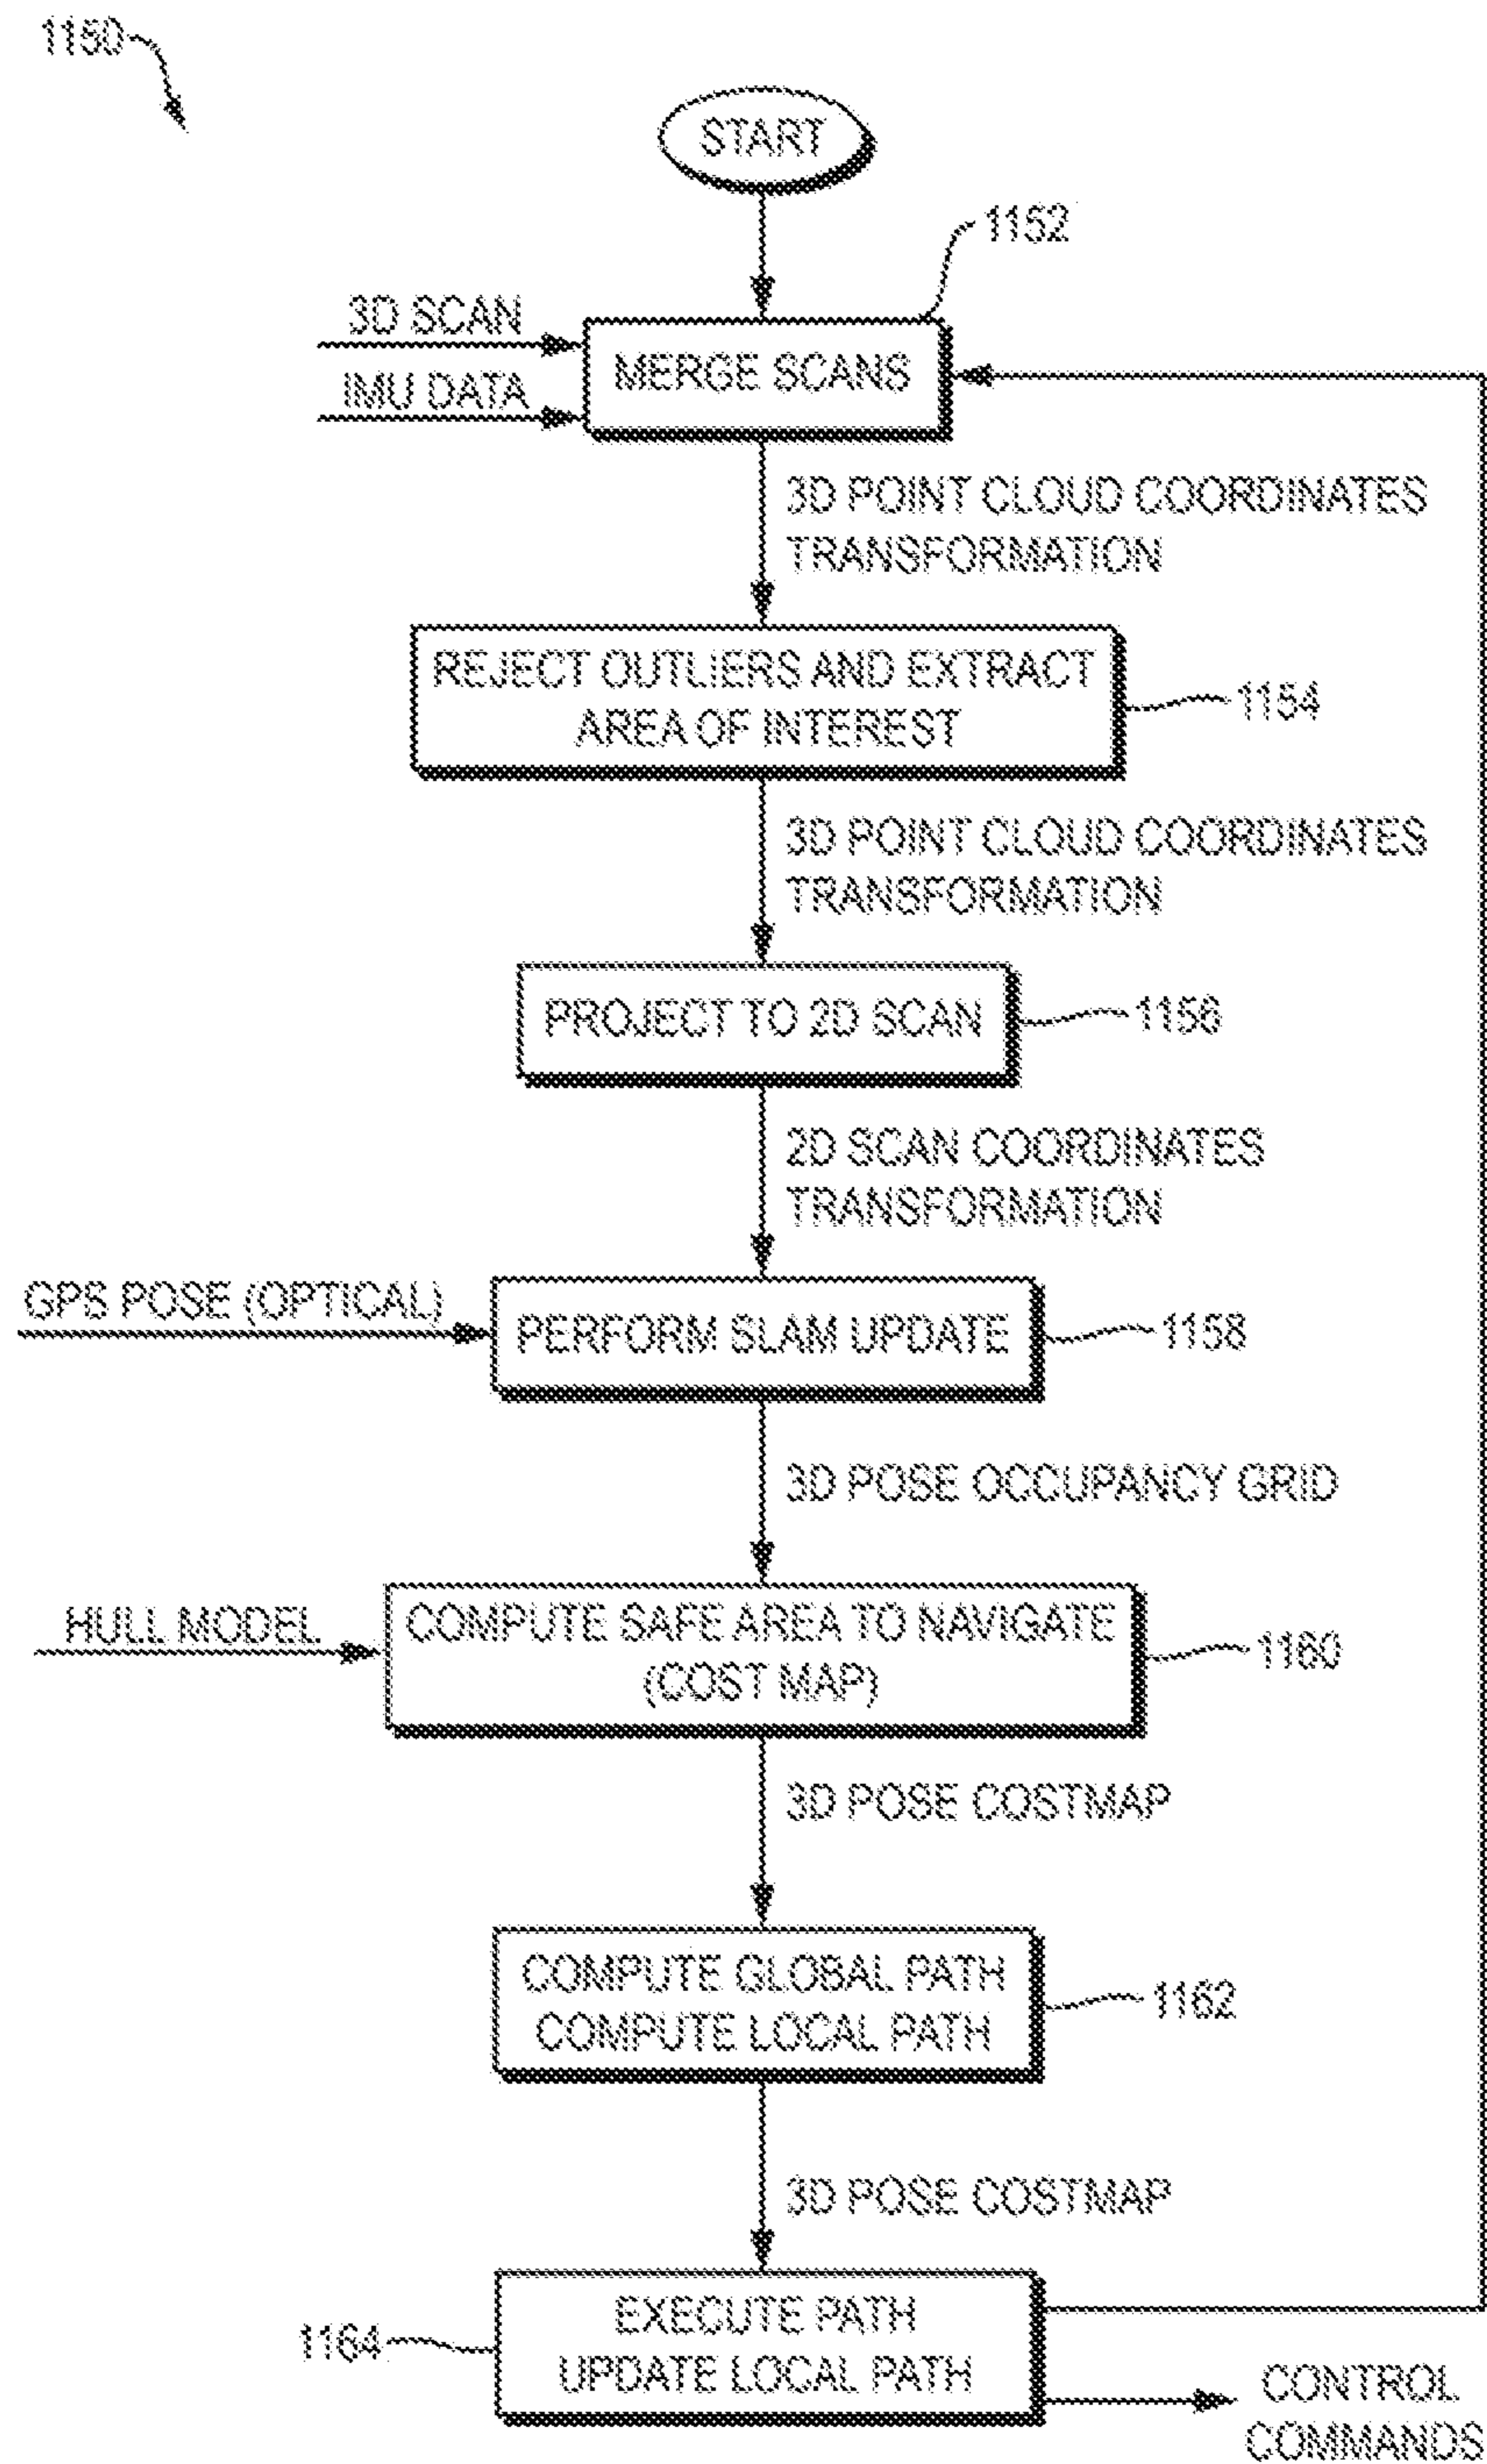 1150
START
1152
3D SCAN
IMU DATA
MERGE SCANS
3D POINT CLOUD COORDINATES
TRANSFORMATION
REJECT OUTLIERS AND EXTRACT
AREA OF INTEREST
1154
3D POINT CLOUD COORDINATES
TRANSFORMATION
PROJECT TO 2D SCAN
1156
2D SCAN COORDINATES
TRANSFORMATION
GPS POSE (OPTICAL)
PERFORM SLAM UPDATE
1158
3D POSE OCCUPANCY GRID
HULL MODEL
COMPUTE SAFE AREA TO NAVIGATE
(COST MAP)
1160
3D POSE COSTMAP
COMPUTE GLOBAL PATH
COMPUTE LOCAL PATH
1162
3D POSE COSTMAP
1164
EXECUTE PATH
UPDATE LOCAL PATH
CONTROL
COMMANDS